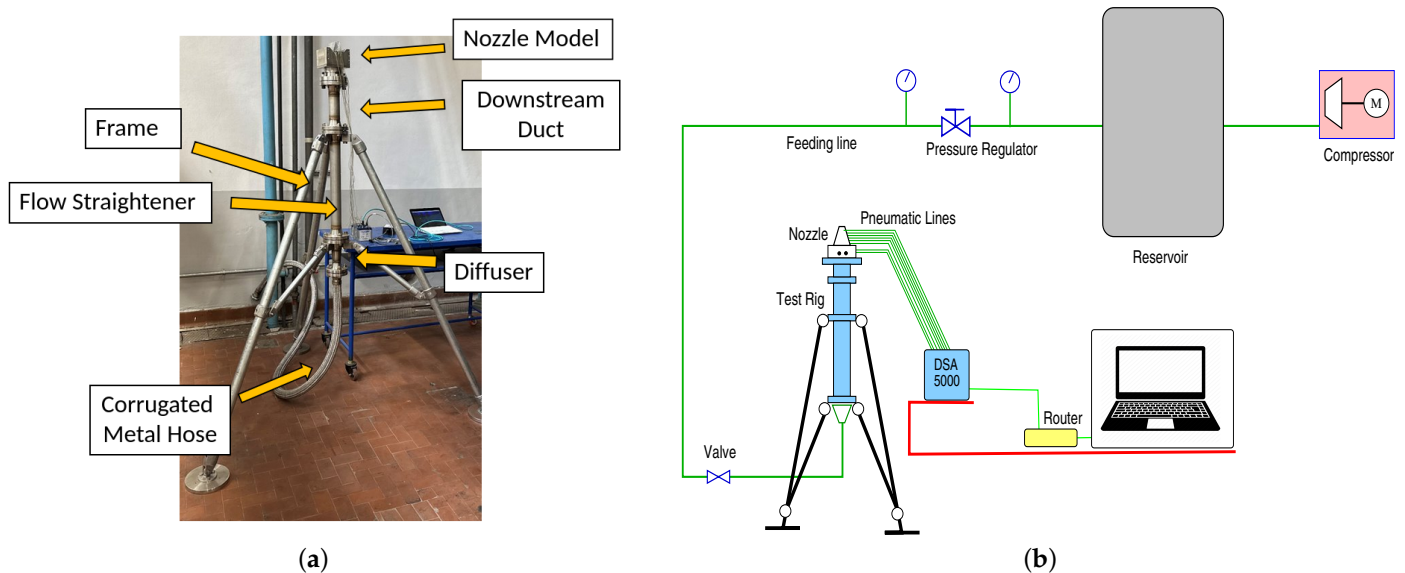 Nozzle Model
Downstream
Duct
Frame
Flow Straightener
Diffuser
Corrugated
Metal Hose
(a)
Feeding line
Pressure Regulator
M
Compressor
Reservoir
Pneumatic Lines
Nozzle
Test Rig
DSA
5000
Router
Valve
(b)